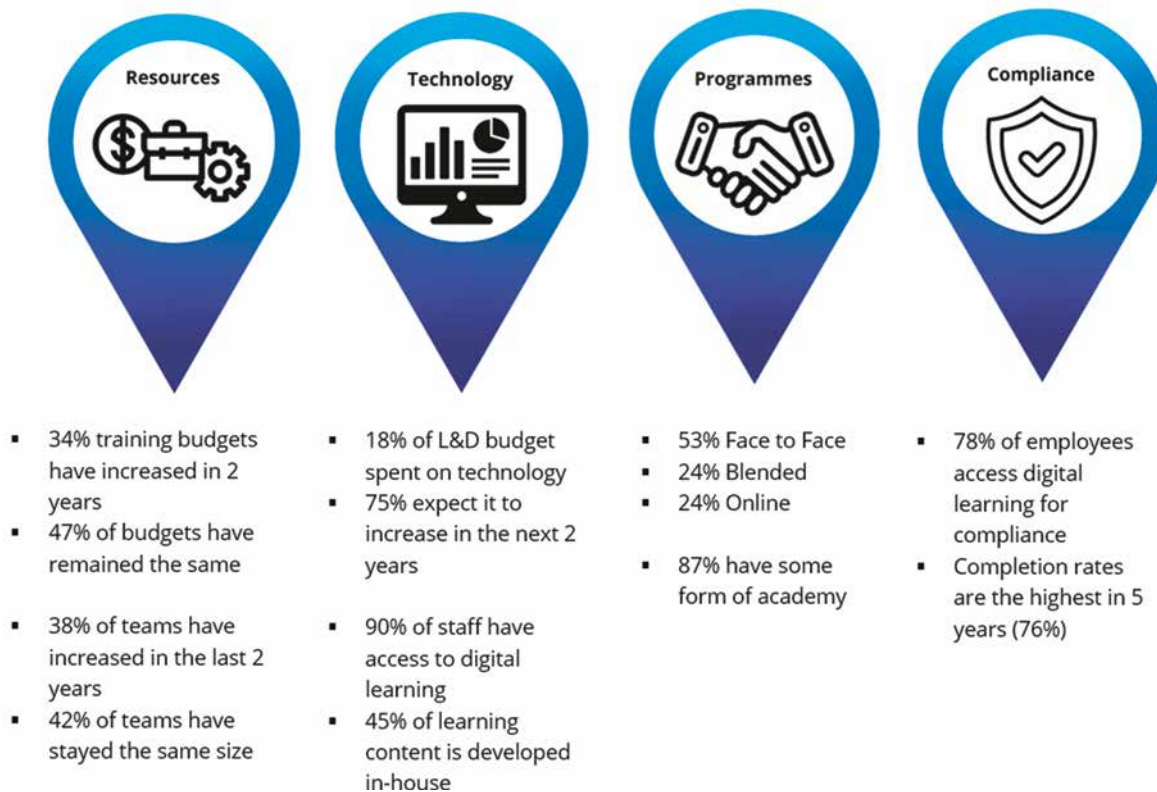 Resources
$
▪ 34% training budgets
have increased in 2
years
▪ 47% of budgets have
remained the same
▪ 38% of teams have
increased in the last 2
years
▪ 42% of teams have
stayed the same size
Technology
▪ 18% of L&D budget
spent on technology
▪ 75% expect it to
increase in the next 2
years
▪ 90% of staff have
access to digital
learning
▪ 45% of learning
content is developed
in-house
Programmes
▪ 53% Face to Face
▪ 24% Blended
▪ 24% Online
▪ 87% have some
form of academy
Compliance
▪ 78% of employees
access digital
learning for
compliance
▪ Completion rates
are the highest in 5
years (76%)